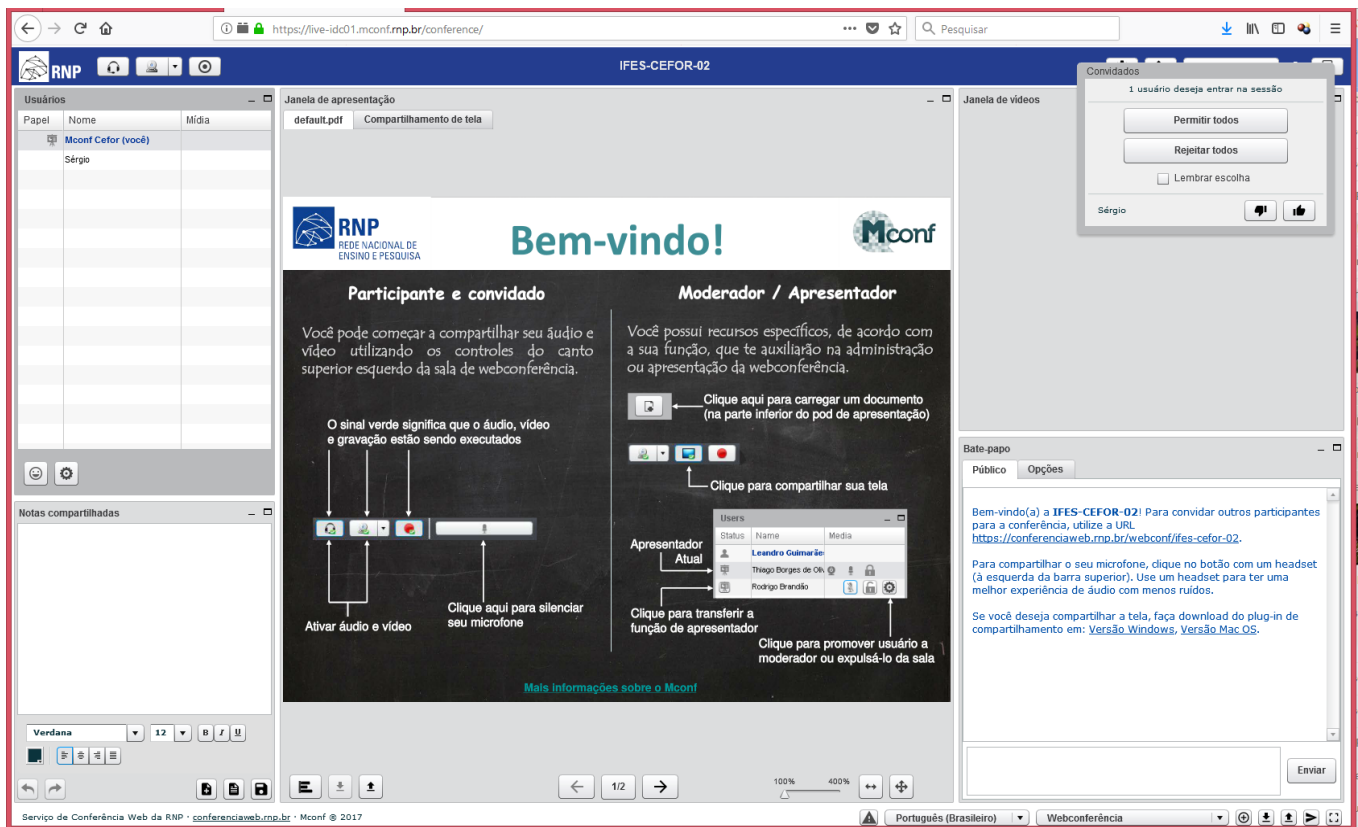 https://live-idc01.mconf.rnp.br/conference/
Pesquisar
RNP
IFES-CEFOR-02
Convidados
1 usuário deseja entrar na sessão
Permitir todos
Rejeitar todos
Lembrar escolha
Sérgio
Usuários
Papel Nome Mídia
Mconf Cefor (você)
Sérgio
Janela de apresentação
default.pdf Compartilhamento de tela
Janela de vídeos
RNP
REDE NACIONAL DE
ENSINO E PESQUISA
Bem-vindo!
Mconf
Participante e convidado
Você pode começar a compartilhar seu áudio e
vídeo utilizando os controles do canto
superior esquerdo da sala de webconferência.
O sinal verde significa que o áudio, vídeo
e gravação estão sendo executados
Ativar áudio e vídeo
Clique aqui para silenciar
seu microfone
Moderador / Apresentador
Você possui recursos específicos, de acordo com
a sua função, que te auxiliarão na administração
ou apresentação da webconferência.
Clique aqui para carregar um documento
(na parte inferior do pod de apresentação)
Clique para compartilhar sua tela
Users
Status Name Media
Leandro Guimarães
Thiago Borges de Oli
Rodrigo Brandão
Apresentador
Atual
Clique para transferir a
função de apresentador
Clique para promover usuário a
moderador ou expulsá-lo da sala
Mais informações sobre o Mconf
Notas compartilhadas
Verdana 12 B I U
1/2
100% 400%
Bate-papo
Público Opções
Bem-vindo(a) a IFES-CEFOR-02! Para convidar outros participantes
para a conferência, utilize a URL
https://conferenciaweb.rnp.br/webconf/ifes-cefor-02.
Para compartilhar o seu microfone, clique no botão com um headset
(à esquerda da barra superior). Use um headset para ter uma
melhor experiência de áudio com menos ruídos.
Se você deseja compartilhar a tela, faça download do plug-in de
compartilhamento em: Versão Windows, Versão Mac OS.
Enviar
Serviço de Conferência Web da RNP · conferenciaweb.rnp.br · Mconf ® 2017
Português (Brasileiro)
Webconferência